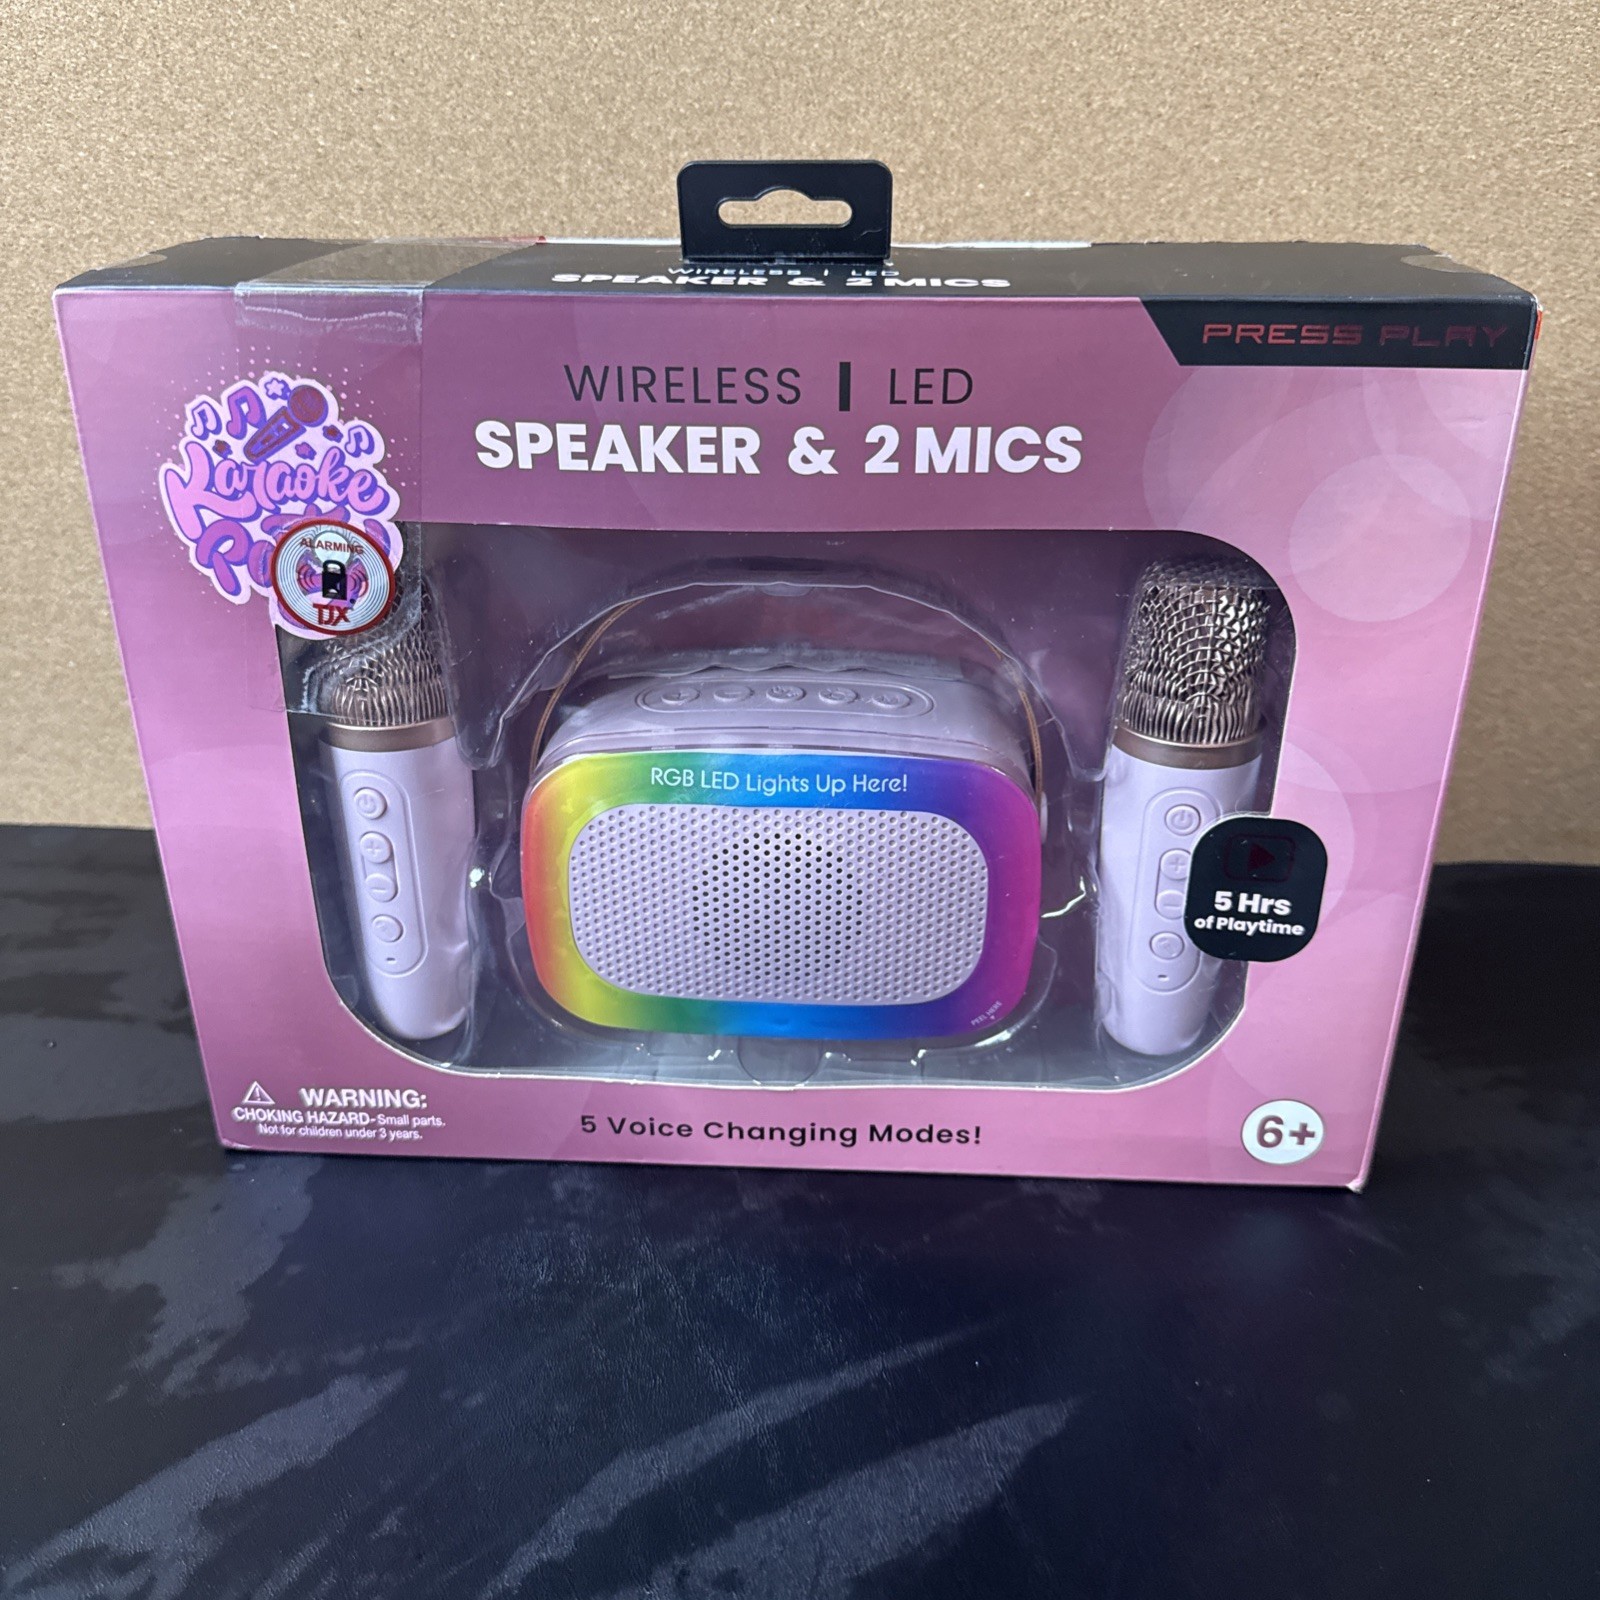 WIRELESS | LED
SPEAKER & 2 MICS
PRESS PLAY
WIRELESS | LED
SPEAKER & 2 MICS
Karaoke
ALARMING
TJX
RGB LED Lights Up Here!
PEEL HERE
5 Hrs
of Playtime
WARNING:
CHOKING HAZARD-Small parts.
Not for children under 3 years.
5 Voice Changing Modes!
6+